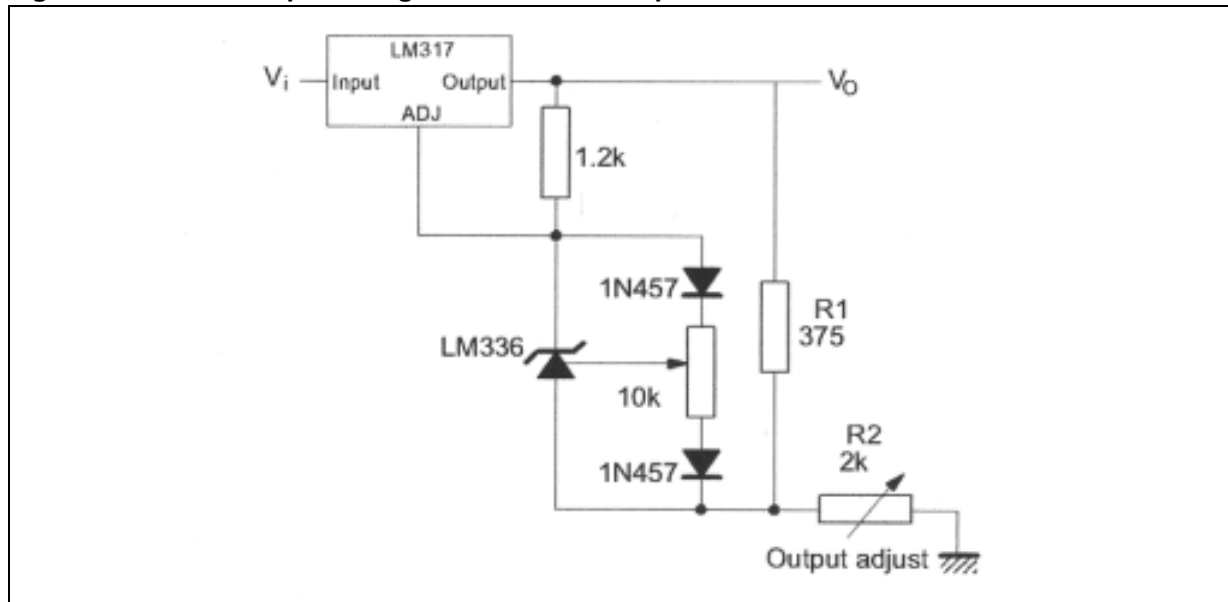 LM317
Vi
Input
Output
VO
ADJ
1.2k
1N457
R1
375
LM336
10k
R2
2k
1N457
Output adjust